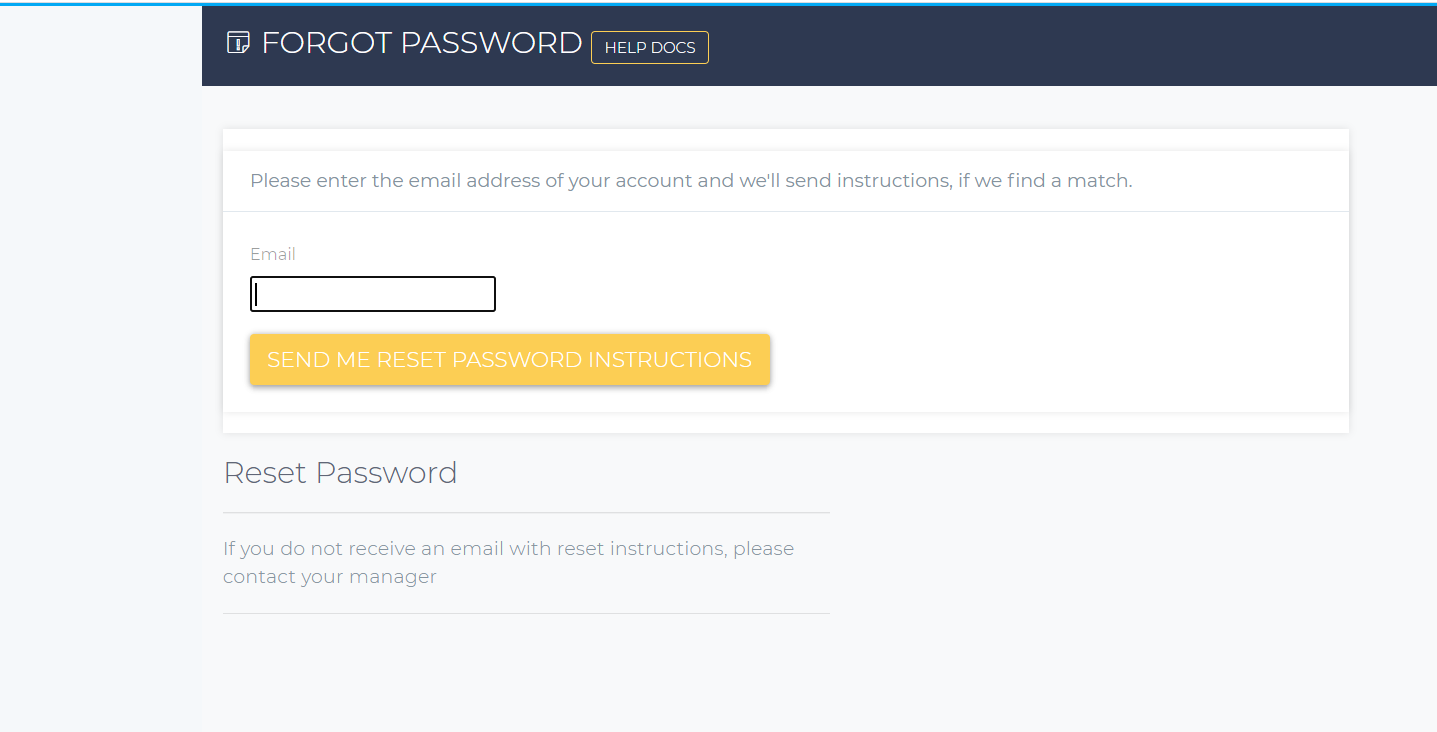 FORGOT PASSWORD HELP DOCS
Please enter the email address of your account and we'll send instructions, if we find a match.
Email
SEND ME RESET PASSWORD INSTRUCTIONS
Reset Password
If you do not receive an email with reset instructions, please
contact your manager